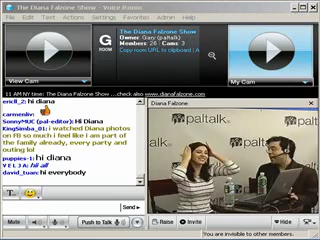 The Diana Falzone Show - Voice Room
File Edit Text Actions Settings Favorites Admin Help
View Cam
G
ROOM
The Diana Falzone Show
Owner Gary (paltalk)
Members : 26 | Cams : 3
Copy room URL to clipboard | A
My Cam
11 AM NY time: The Diana Falzone Show ...check also www.dianafalzone.com
ericll_2: hi diana
carmenliv:
SonnyMUC (pal-editor): Hi Diana
KingSimba_01: i watched Diana photos
on FB so much i feel like i am part
of the family already, every party
and outing lol
puppies-1: hi diana
V E L 3 A: hi all
david_tuan: hi everybody
Diana Falzone
paltalk
paltalk
paltalk
Send
Mute
Push to Talk
Raise
Invite
Hide
You are invisible to other members.